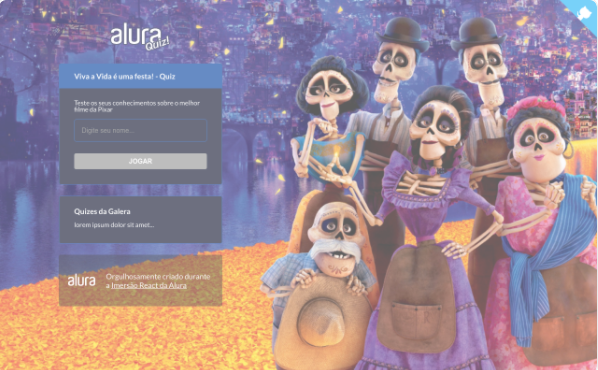 alura
Quiz!
Viva a Vida é uma festa! - Quiz
Teste os seus conhecimentos sobre o melhor
filme da Pixar
Digite seu nome...
JOGAR
Quizes da Galera
lorem ipsum dolor sit amet...
alura
Orgulhosamente criado durante
a Imersão React da Alura